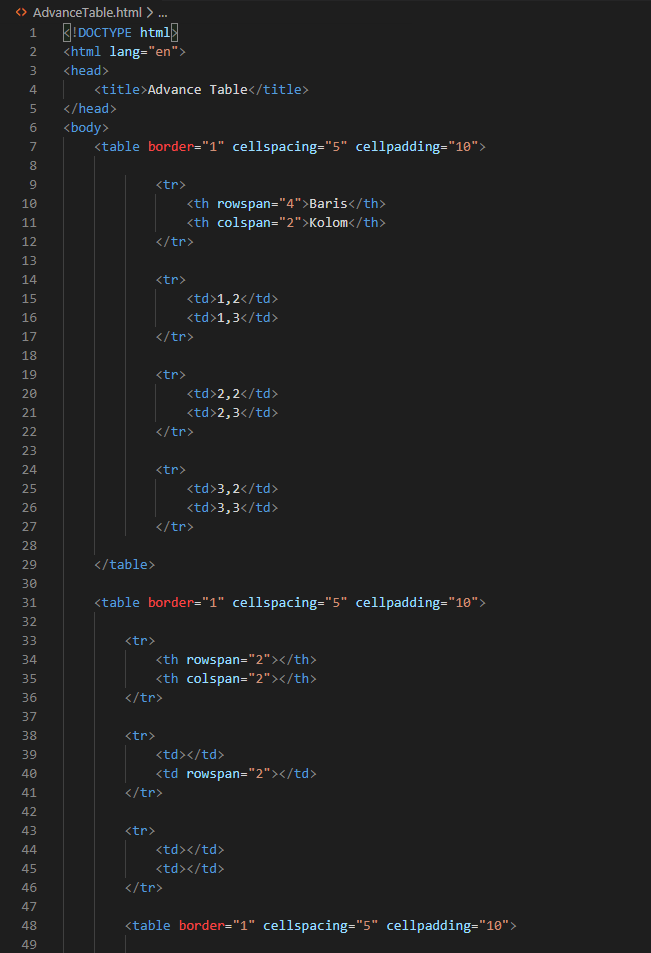 AdvanceTable.html > ...
1 <!DOCTYPE html>
2 <html lang="en">
3 <head>
4 <title>Advance Table</title>
5 </head>
6 <body>
7 <table border="1" cellspacing="5" cellpadding="10">
8
9 <tr>
10 <th rowspan="4">Baris</th>
11 <th colspan="2">Kolom</th>
12 </tr>
13
14 <tr>
15 <td>1,2</td>
16 <td>1,3</td>
17 </tr>
18
19 <tr>
20 <td>2,2</td>
21 <td>2,3</td>
22 </tr>
23
24 <tr>
25 <td>3,2</td>
26 <td>3,3</td>
27 </tr>
28
29 </table>
30
31 <table border="1" cellspacing="5" cellpadding="10">
32
33 <tr>
34 <th rowspan="2"></th>
35 <th colspan="2"></th>
36 </tr>
37
38 <tr>
39 <td></td>
40 <td rowspan="2"></td>
41 </tr>
42
43 <tr>
44 <td></td>
45 <td></td>
46 </tr>
47
48 <table border="1" cellspacing="5" cellpadding="10">
49